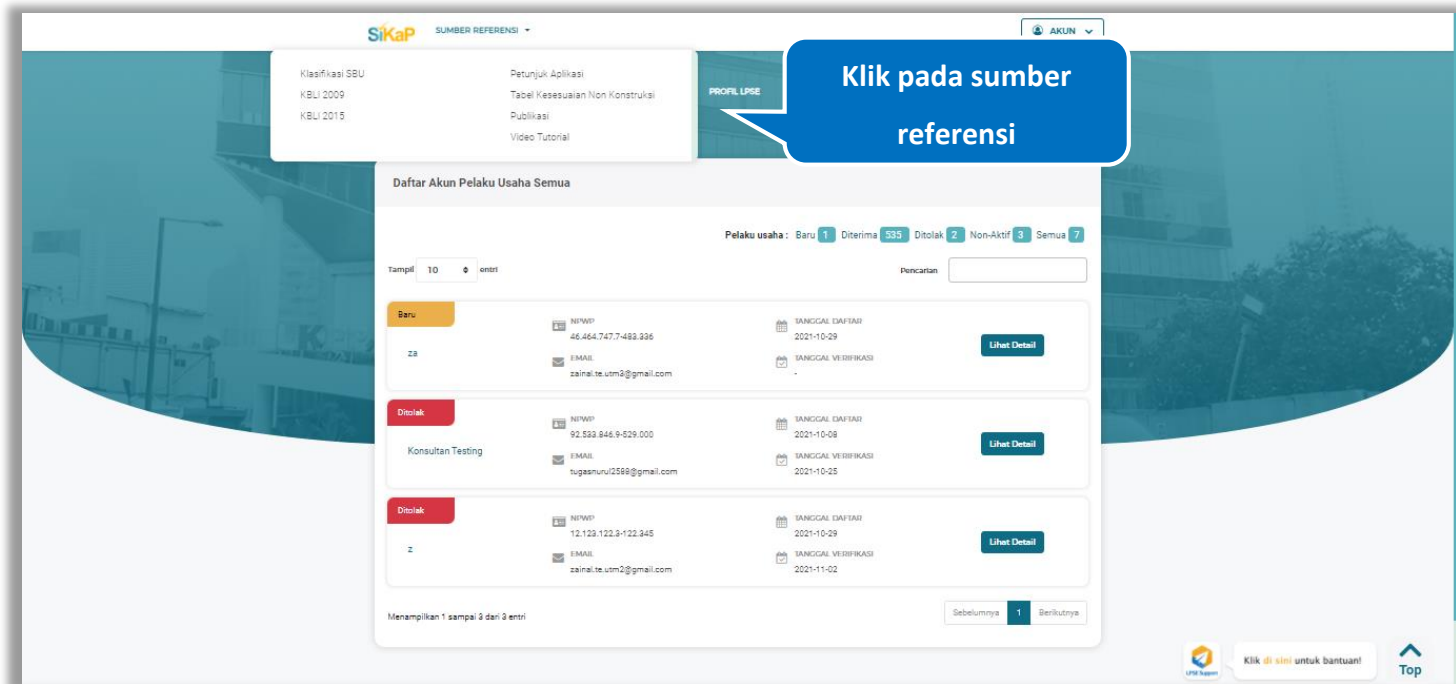 SiKaP SUMBER REFERENSI AKUN
Klasifikasi SBU
KBLI 2009
KBLI 2015
Petunjuk Aplikasi
Tabel Kesesuaian Non Konstruksi
Publikasi
Video Tutorial
PROFIL LPSE
Klik pada sumber
referensi
Daftar Akun Pelaku Usaha Semua
Pelaku usaha : Baru 1 Diterima 535 Ditolak 2 Non-Aktif 3 Semua 7
Tampil 10 entri Pencarian
Baru
za
NPWP
46.464.747.7-483.336
EMAIL
zainal.te.utm3@gmail.com
TANGGAL DAFTAR
2021-10-29
TANGGAL VERIFIKASI
-
Lihat Detail
Ditolak
Konsultan Testing
NPWP
92.533.846.9-529.000
EMAIL
tugasnurul2598@gmail.com
TANGGAL DAFTAR
2021-10-08
TANGGAL VERIFIKASI
2021-10-25
Lihat Detail
Ditolak
z
NPWP
12.123.122.3-122.345
EMAIL
zainal.te.utm2@gmail.com
TANGGAL DAFTAR
2021-10-29
TANGGAL VERIFIKASI
2021-11-02
Lihat Detail
Menampilkan 1 sampai 3 dari 3 entri
Sebelumnya 1 Berikutnya
LPSE Support
Klik di sini untuk bantuan!
Top